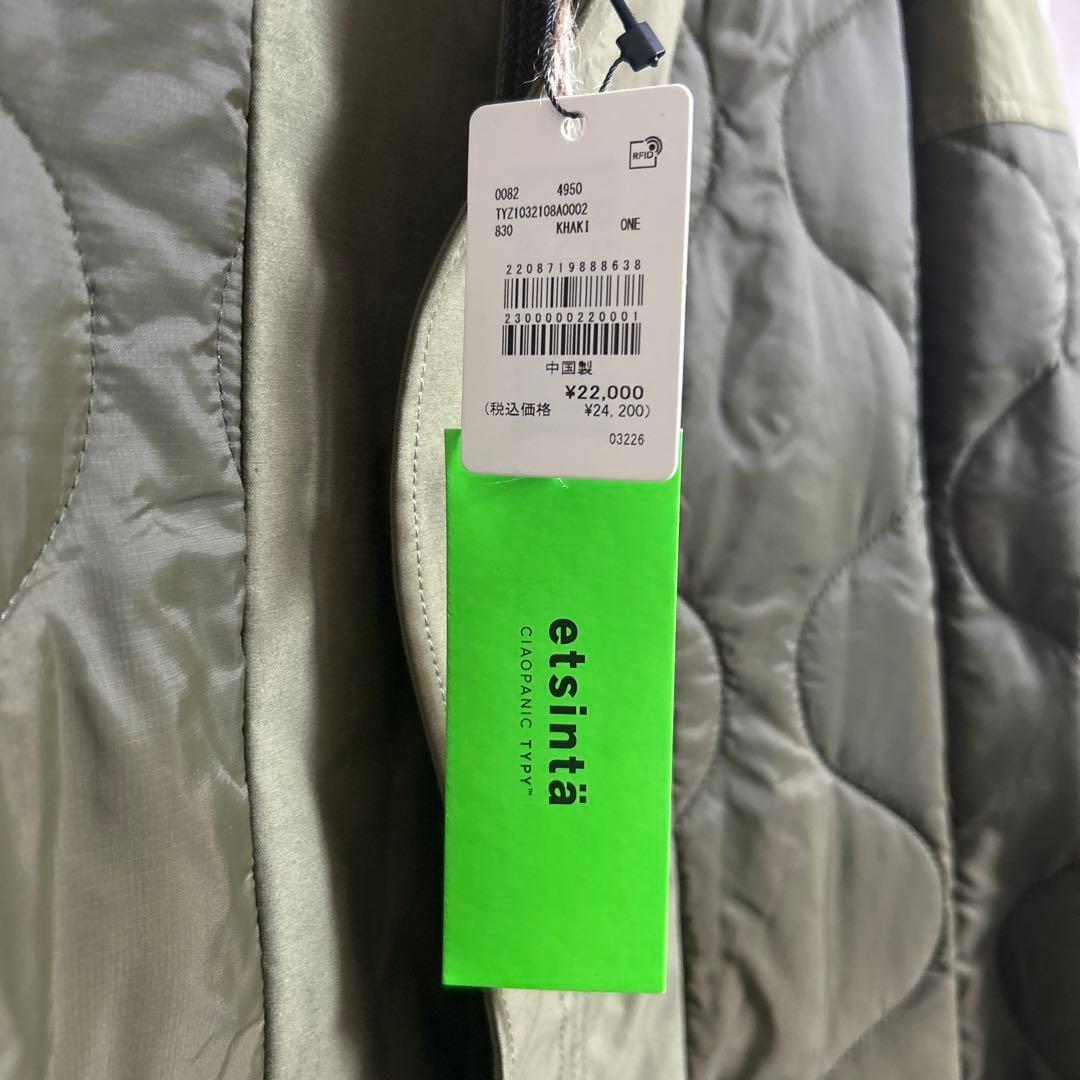 RFID
0082 4950
TYZ1032108A0002
830 KHAKI ONE
2208719888638
2300000220001
中国製
¥22,000
(税込価格 ¥24,200)
03226
etsintä
CIAOPANIC TYPY™